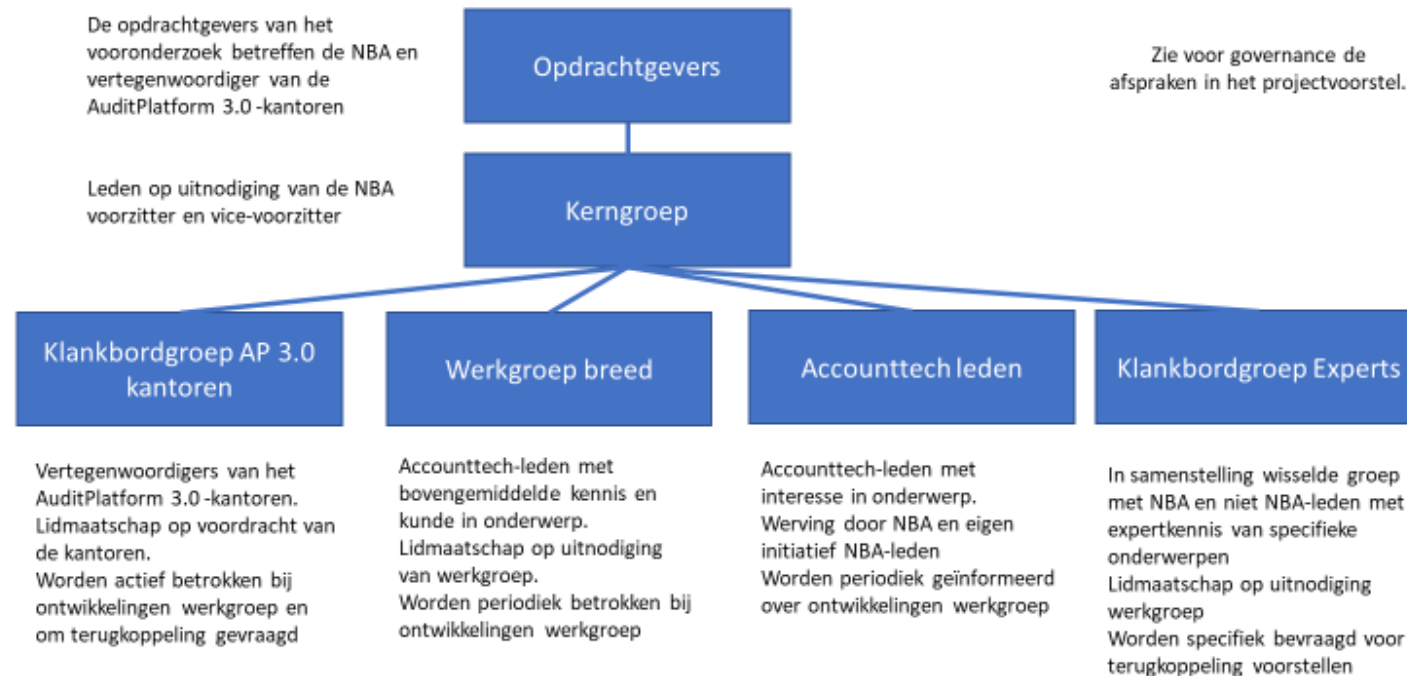 De opdrachtgevers van het
vooronderzoek betreffen de NBA en
vertegenwoordiger van de
AuditPlatform 3.0 -kantoren
Opdrachtgevers
Zie voor governance de
afspraken in het projectvoorstel.
Leden op uitnodiging van de NBA
voorzitter en vice-voorzitter
Kerngroep
Klankbordgroep AP 3.0
kantoren
Werkgroep breed
Accounttech leden
Klankbordgroep Experts
Vertegenwoordigers van het
AuditPlatform 3.0 -kantoren.
Lidmaatschap op voordracht van
de kantoren.
Worden actief betrokken bij
ontwikkelingen werkgroep en
om terugkoppeling gevraagd
Accounttech-leden met
bovengemiddelde kennis en
kunde in onderwerp.
Lidmaatschap op uitnodiging
van werkgroep.
Worden periodiek betrokken bij
ontwikkelingen werkgroep
Accounttech-leden met
interesse in onderwerp.
Werving door NBA en eigen
initiatief NBA-leden
Worden periodiek geïnformeerd
over ontwikkelingen werkgroep
In samenstelling wisselde groep
met NBA en niet NBA-leden met
expertkennis van specifieke
onderwerpen
Lidmaatschap op uitnodiging
werkgroep
Worden specifiek bevraagd voor
terugkoppeling voorstellen